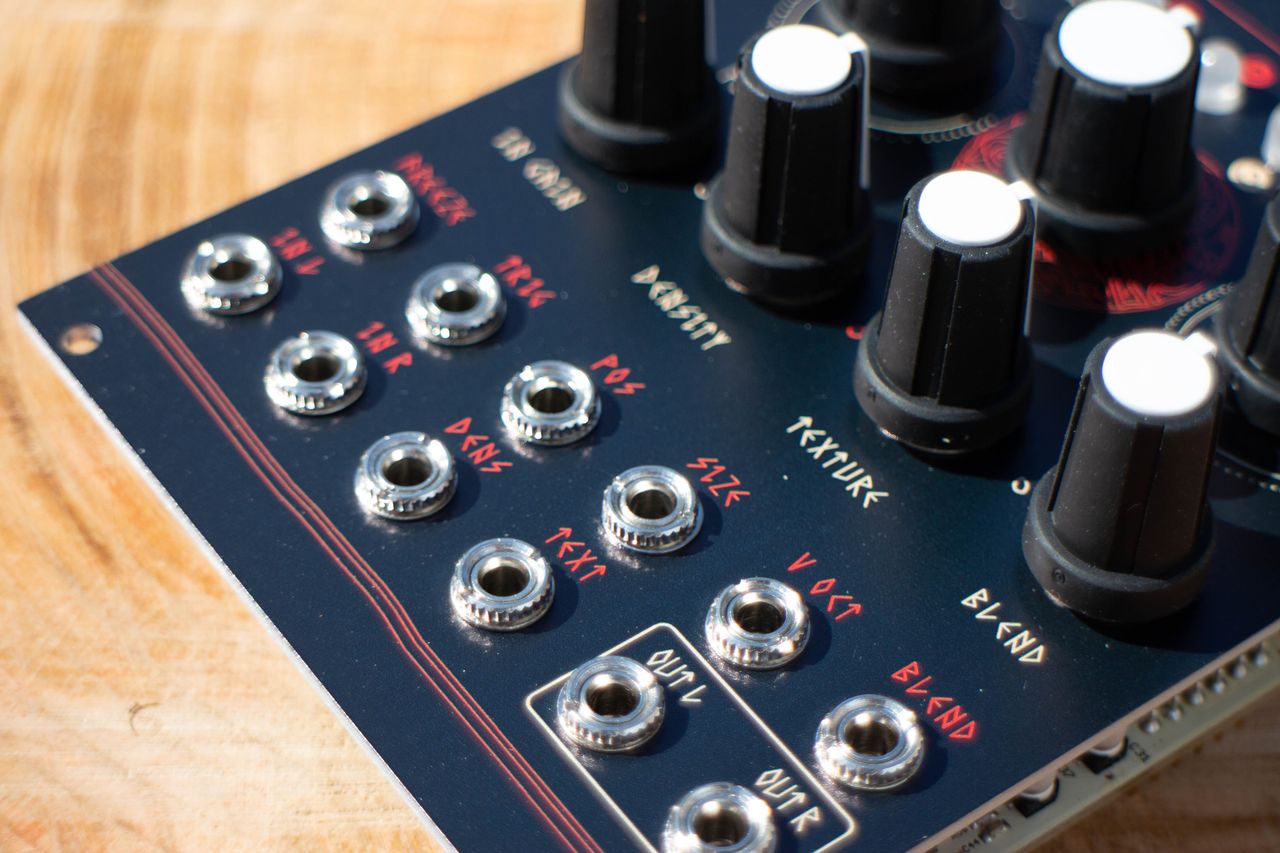 IN GAIN
DENSITY
TEXTURE
BLEND
FREEZE
TRIG
POS
SIZE
V OCT
BLEND
IN L
IN R
DENS
TEXT
OUT L
OUT R